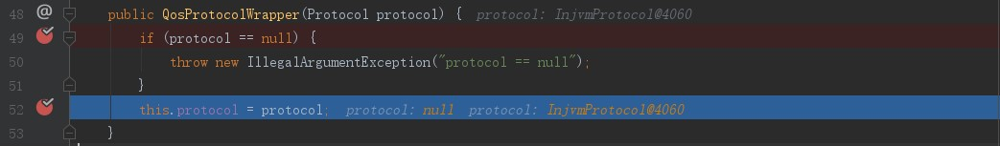 48 @ public QosProtocolWrapper(Protocol protocol) { protocol: InjvmProtocol@4060
49 if (protocol == null) {
50 throw new IllegalArgumentException("protocol == null");
51 }
52 this.protocol = protocol; protocol: null protocol: InjvmProtocol@4060
53 }